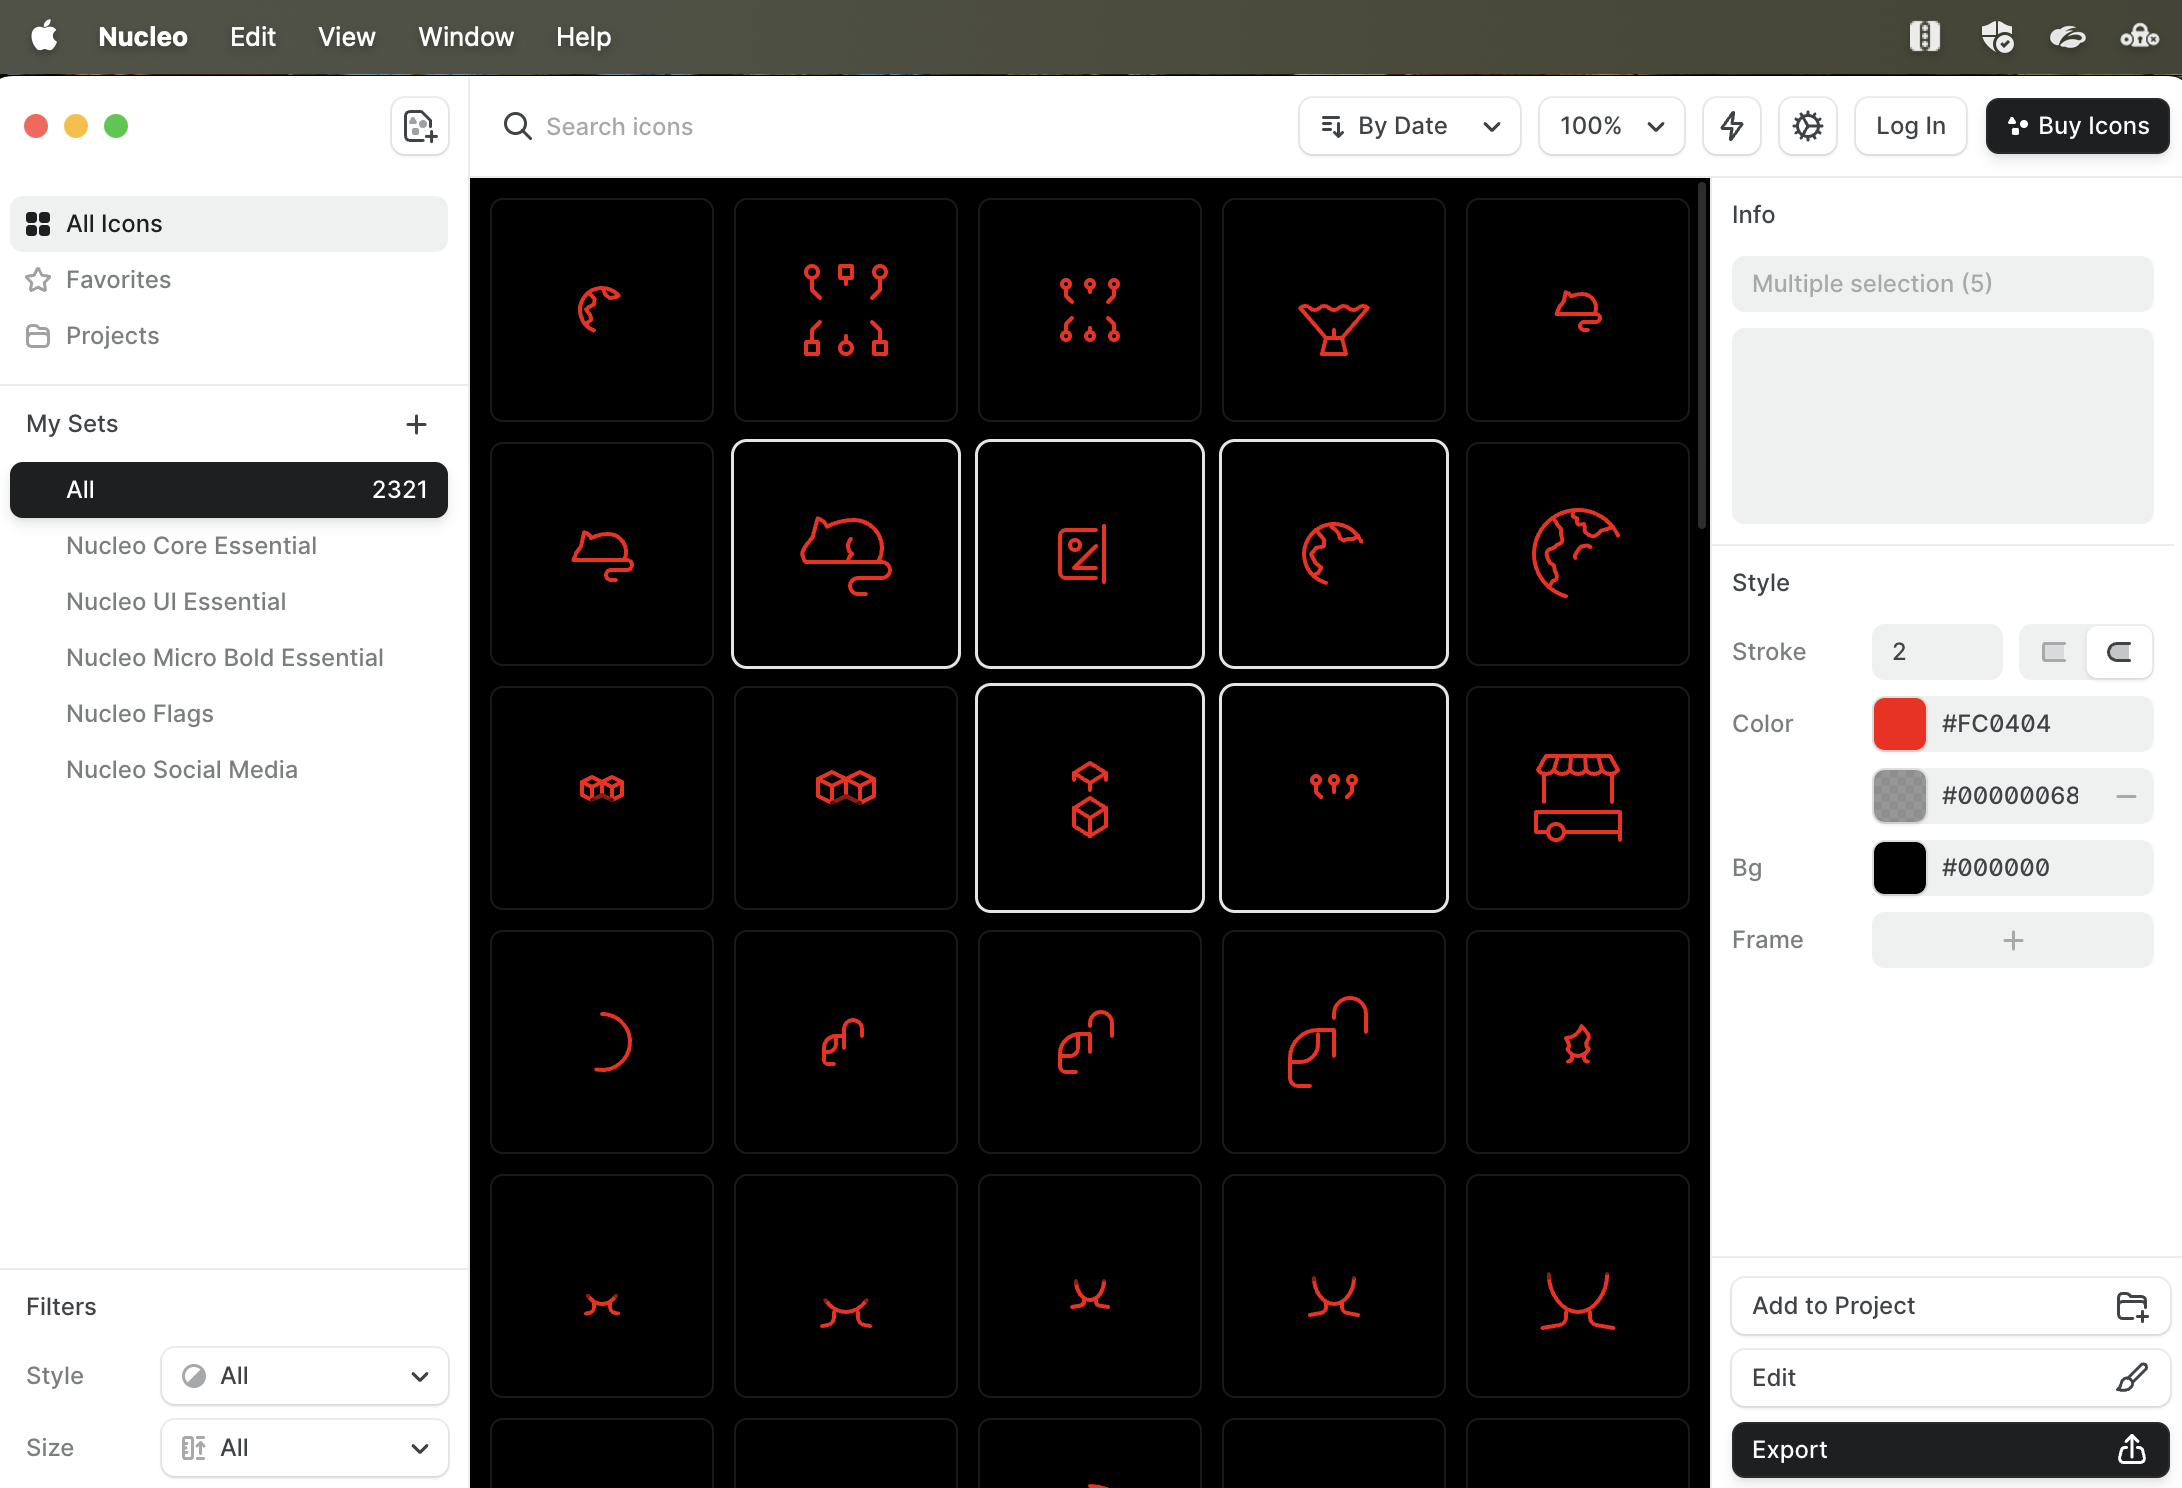 Nucleo Edit View Window Help
Search icons
By Date
100%
Log In
Buy Icons
All Icons
Favorites
Projects
My Sets
All 2321
Nucleo Core Essential
Nucleo UI Essential
Nucleo Micro Bold Essential
Nucleo Flags
Nucleo Social Media
Filters
Style All
Size All
Info
Multiple selection (5)
Style
Stroke 2
Color #FC0404
#00000068
Bg #000000
Frame
Add to Project
Edit
Export